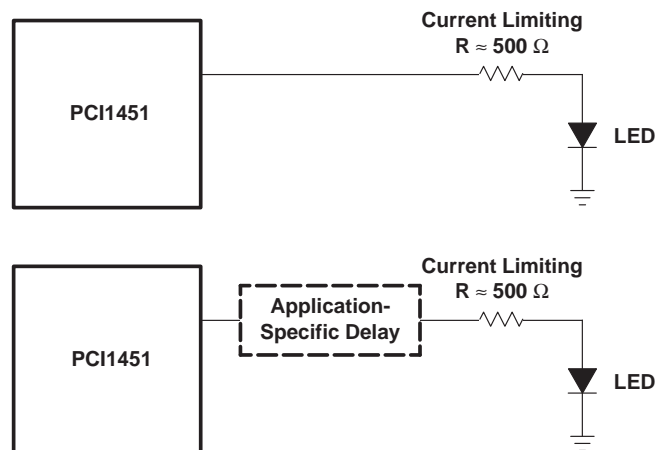 Current Limiting
R ≈ 500 Ω
PCI1451
LED
Current Limiting
R ≈ 500 Ω
Application-
Specific Delay
PCI1451
LED